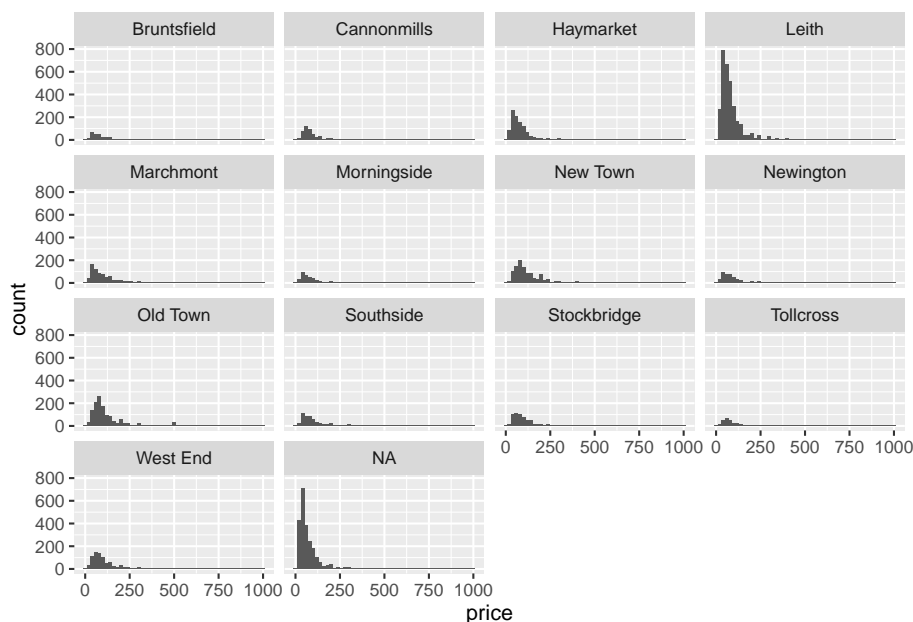 Bruntsfield Cannonmills Haymarket Leith
800
600
400
200
0
Marchmont Morningside New Town Newington
800
600
400
200
0
count
Old Town Southside Stockbridge Tollcross
800
600
400
200
0
0 250 500 750 1000 0 250 500 750 1000
West End NA
800
600
400
200
0
0 250 500 750 1000 0 250 500 750 1000
price